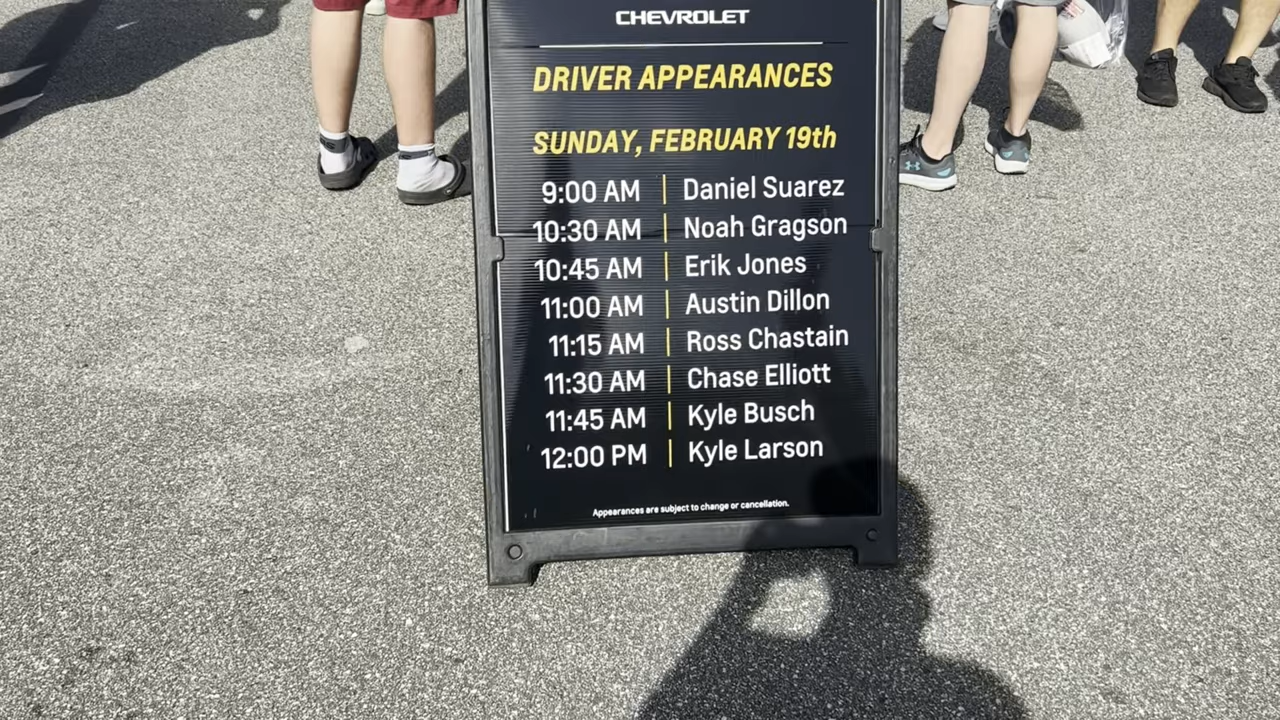 CHEVROLET
DRIVER APPEARANCES
SUNDAY, FEBRUARY 19th
9:00 AM | Daniel Suarez
10:30 AM | Noah Gragson
10:45 AM | Erik Jones
11:00 AM | Austin Dillon
11:15 AM | Ross Chastain
11:30 AM | Chase Elliott
11:45 AM | Kyle Busch
12:00 PM | Kyle Larson
Appearances are subject to change or cancellation.